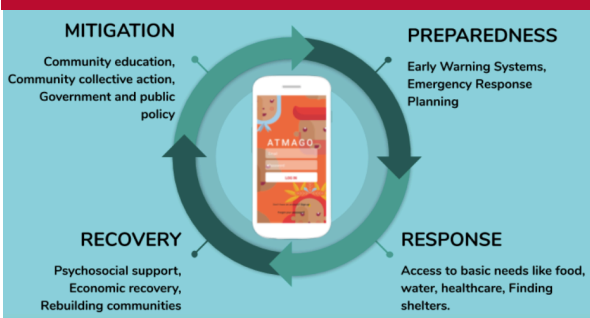 MITIGATION
Community education,
Community collective action,
Government and public
policy
PREPAREDNESS
Early Warning Systems,
Emergency Response
Planning
ATMAGO
LOG IN
RECOVERY
Psychosocial support,
Economic recovery,
Rebuilding communities
RESPONSE
Access to basic needs like food,
water, healthcare, Finding
shelters.